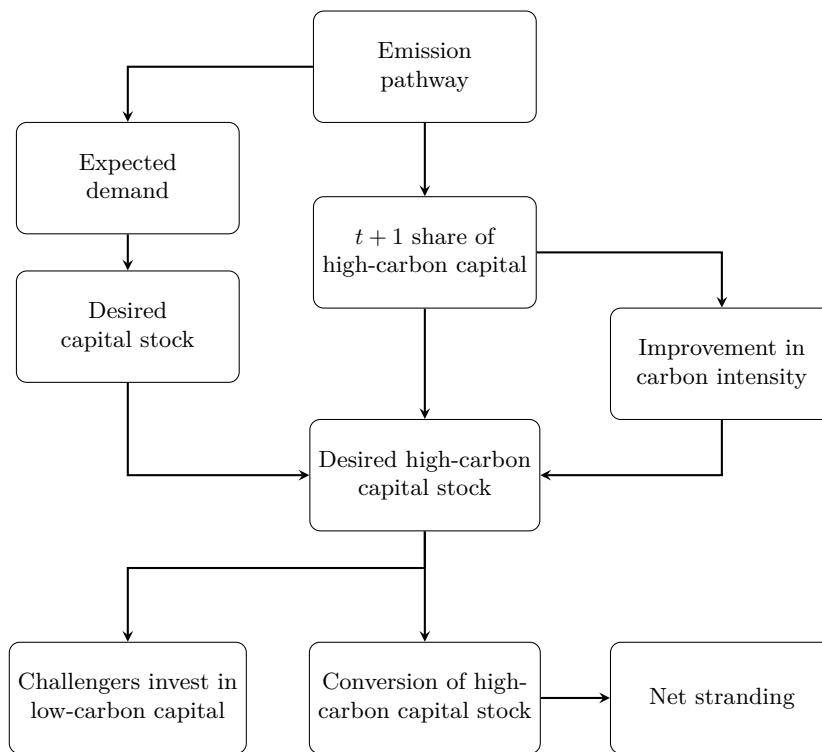 Emission
pathway
Expected
demand
t + 1 share of
high-carbon capital
Desired
capital stock
Improvement in
carbon intensity
Desired high-carbon
capital stock
Challengers invest in
low-carbon capital
Conversion of high-
carbon capital stock
Net stranding